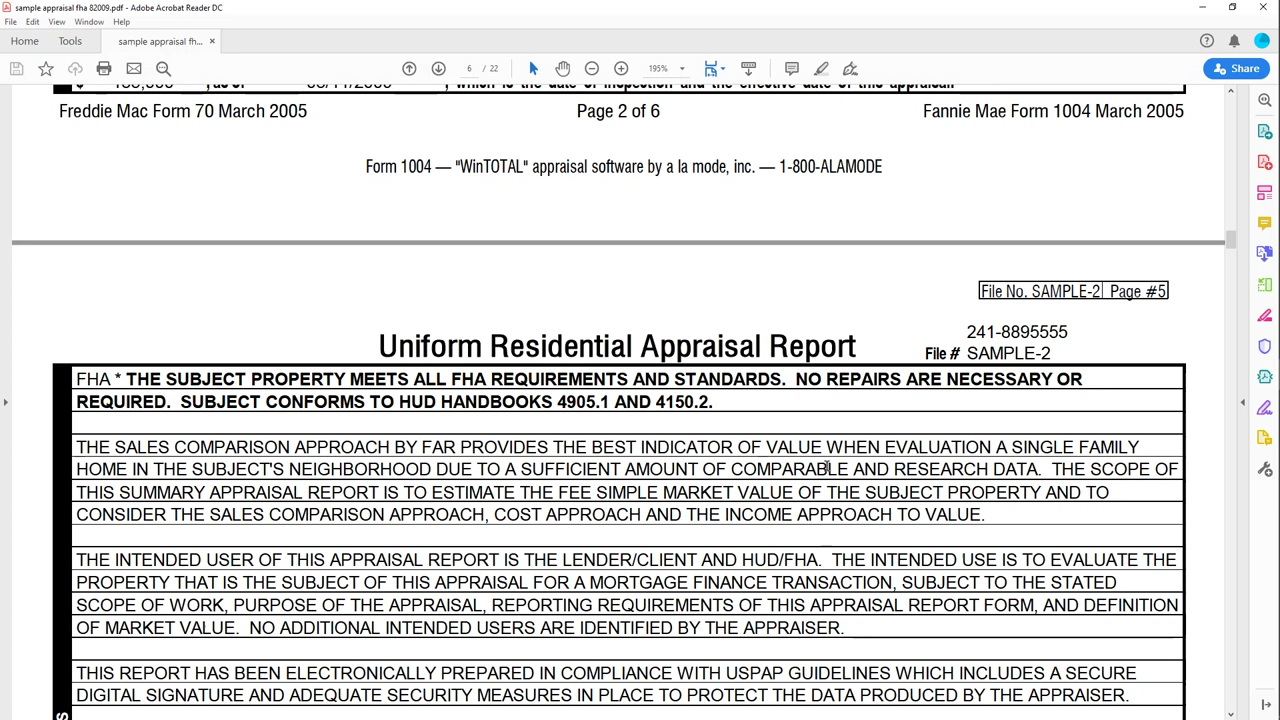 sample appraisal fha 82009.pdf - Adobe Acrobat Reader DC
File Edit View Window Help
Home Tools sample appraisal fh... ×
6 / 22 195% Share
, which is the date of inspection and the effective date of this appraisal.
Freddie Mac Form 70 March 2005 Page 2 of 6 Fannie Mae Form 1004 March 2005
Form 1004 — "WinTOTAL" appraisal software by a la mode, inc. — 1-800-ALAMODE
File No. SAMPLE-2 Page #5
241-8895555
Uniform Residential Appraisal Report File # SAMPLE-2
FHA * THE SUBJECT PROPERTY MEETS ALL FHA REQUIREMENTS AND STANDARDS. NO REPAIRS ARE NECESSARY OR
REQUIRED. SUBJECT CONFORMS TO HUD HANDBOOKS 4905.1 AND 4150.2.
THE SALES COMPARISON APPROACH BY FAR PROVIDES THE BEST INDICATOR OF VALUE WHEN EVALUATION A SINGLE FAMILY
HOME IN THE SUBJECT'S NEIGHBORHOOD DUE TO A SUFFICIENT AMOUNT OF COMPARABLE AND RESEARCH DATA. THE SCOPE OF
THIS SUMMARY APPRAISAL REPORT IS TO ESTIMATE THE FEE SIMPLE MARKET VALUE OF THE SUBJECT PROPERTY AND TO
CONSIDER THE SALES COMPARISON APPROACH, COST APPROACH AND THE INCOME APPROACH TO VALUE.
THE INTENDED USER OF THIS APPRAISAL REPORT IS THE LENDER/CLIENT AND HUD/FHA. THE INTENDED USE IS TO EVALUATE THE
PROPERTY THAT IS THE SUBJECT OF THIS APPRAISAL FOR A MORTGAGE FINANCE TRANSACTION, SUBJECT TO THE STATED
SCOPE OF WORK, PURPOSE OF THE APPRAISAL, REPORTING REQUIREMENTS OF THIS APPRAISAL REPORT FORM, AND DEFINITION
OF MARKET VALUE. NO ADDITIONAL INTENDED USERS ARE IDENTIFIED BY THE APPRAISER.
THIS REPORT HAS BEEN ELECTRONICALLY PREPARED IN COMPLIANCE WITH USPAP GUIDELINES WHICH INCLUDES A SECURE
DIGITAL SIGNATURE AND ADEQUATE SECURITY MEASURES IN PLACE TO PROTECT THE DATA PRODUCED BY THE APPRAISER.